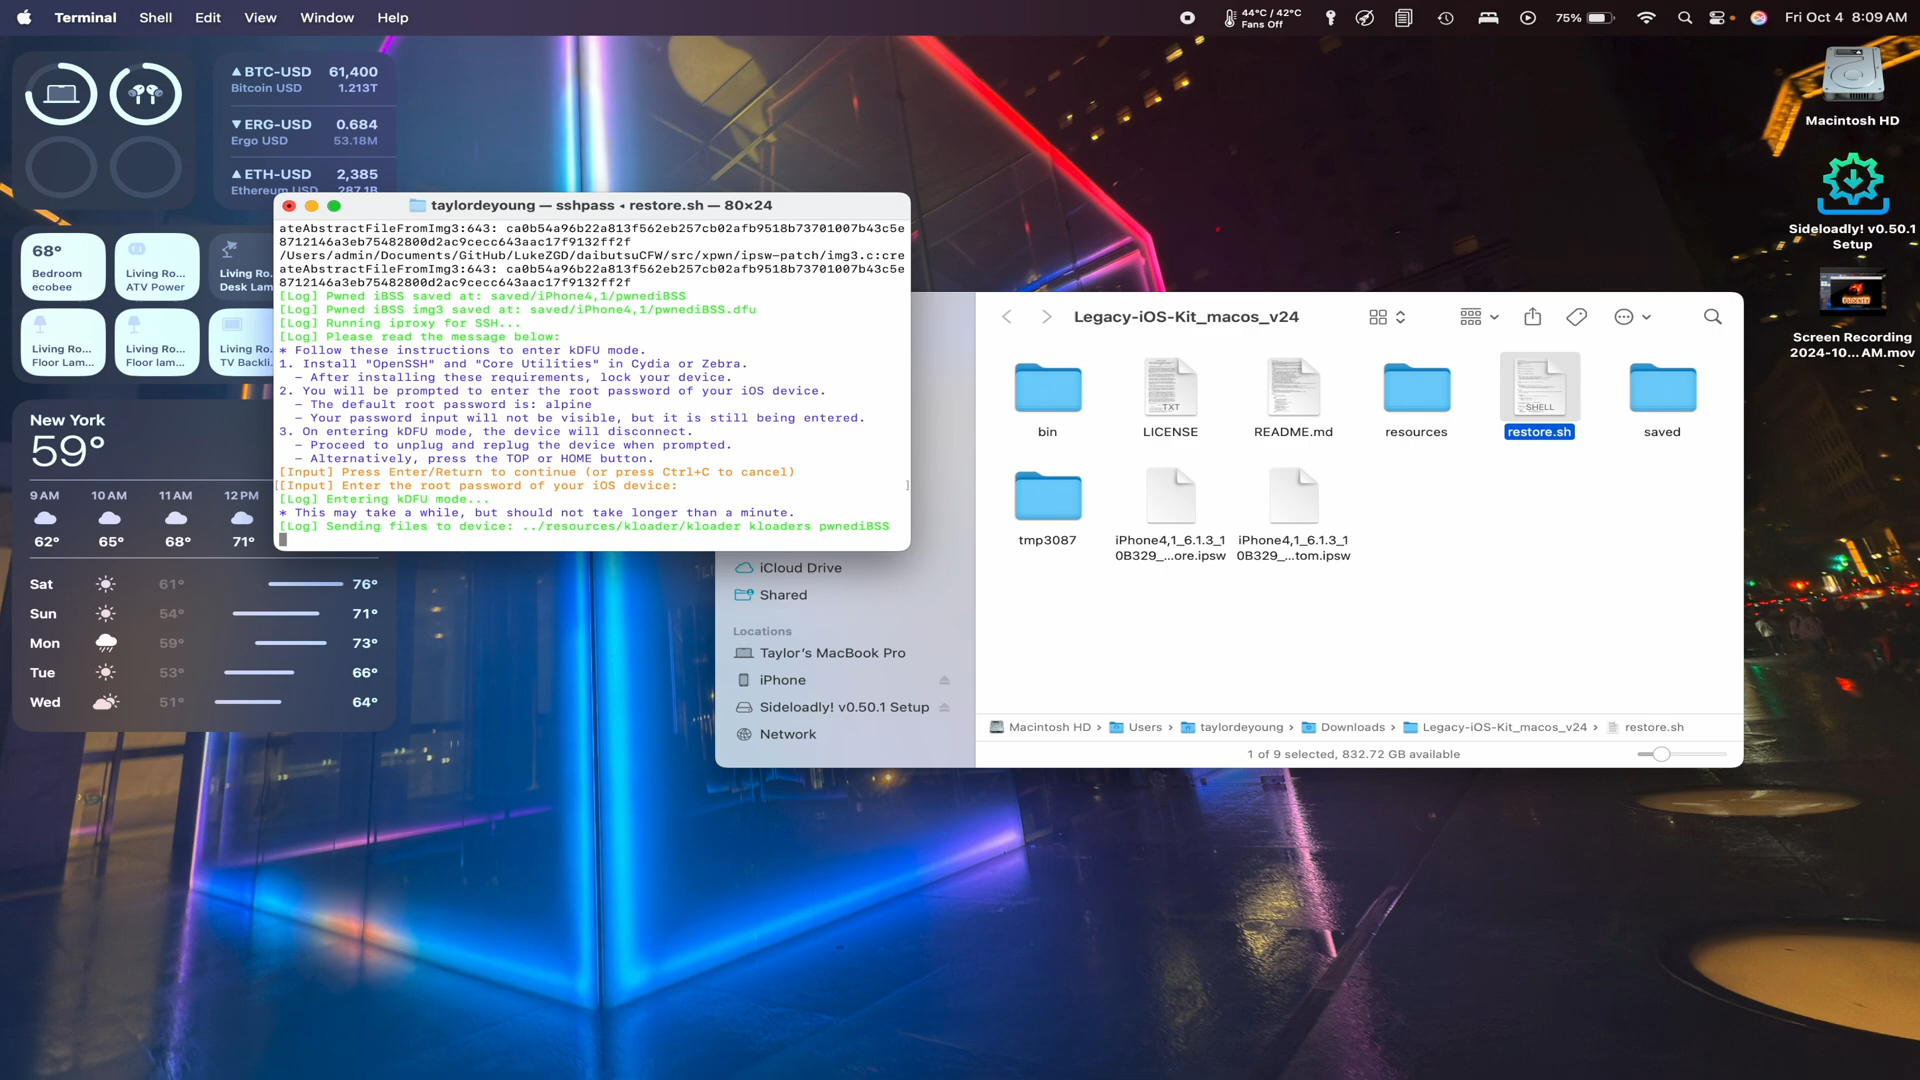 Terminal Shell Edit View Window Help
44°C / 42°C
Fans Off
75%
Fri Oct 4 8:09 AM
BTC-USD 61,400
Bitcoin USD 1.213T
ERG-USD 0.684
Ergo USD 53.18M
ETH-USD 2,385
Ethereum USD 287.1B
68°
Bedroom
ecobee
Living Ro...
ATV Power
Living Ro...
Desk Lam
Living Ro...
Floor Lam...
Living Ro...
Floor lam...
Living Ro
TV Backli
New York
59°
9 AM 10 AM 11 AM 12 PM
62° 65° 68° 71°
Sat 61° 76°
Sun 54° 71°
Mon 59° 73°
Tue 53° 66°
Wed 51° 64°
taylordeyoung — sshpass ◂ restore.sh — 80×24
ateAbstractFileFromImg3:643: ca0b54a96b22a813f562eb257cb02afb9518b73701007b43c5e
8712146a3eb75482800d2ac9cecc643aac17f9132ff2f
/Users/admin/Documents/GitHub/LukeZGD/daibutsuCFW/src/xpwn/ipsw-patch/img3.c:cre
ateAbstractFileFromImg3:643: ca0b54a96b22a813f562eb257cb02afb9518b73701007b43c5e
8712146a3eb75482800d2ac9cecc643aac17f9132ff2f
[Log] Pwned iBSS saved at: saved/iPhone4,1/pwnediBSS
[Log] Pwned iBSS img3 saved at: saved/iPhone4,1/pwnediBSS.dfu
[Log] Running iproxy for SSH...
[Log] Please read the message below:
* Follow these instructions to enter kDFU mode.
1. Install "OpenSSH" and "Core Utilities" in Cydia or Zebra.
- After installing these requirements, lock your device.
2. You will be prompted to enter the root password of your iOS device.
- The default root password is: alpine
- Your password input will not be visible, but it is still being entered.
3. On entering kDFU mode, the device will disconnect.
- Proceed to unplug and replug the device when prompted.
- Alternatively, press the TOP or HOME button.
[Input] Press Enter/Return to continue (or press Ctrl+C to cancel)
[[Input] Enter the root password of your iOS device: ]
[Log] Entering kDFU mode...
* This may take a while, but should not take longer than a minute.
[Log] Sending files to device: ../resources/kloader/kloader kloaders pwnediBSS
Legacy-iOS-Kit_macos_v24
TXT
SHELL
bin LICENSE README.md resources restore.sh saved
tmp3087
iPhone4,1_6.1.3_1
0B329_...ore.ipsw
iPhone4,1_6.1.3_1
0B329_...tom.ipsw
iCloud Drive
Shared
Locations
Taylor's MacBook Pro
iPhone
Sideloadly! v0.50.1 Setup
Network
Macintosh HD › Users › taylordeyoung › Downloads › Legacy-iOS-Kit_macos_v24 › restore.sh
1 of 9 selected, 832.72 GB available
Macintosh HD
Sideloadly! v0.50.1
Setup
Screen Recording
2024-10...AM.mov